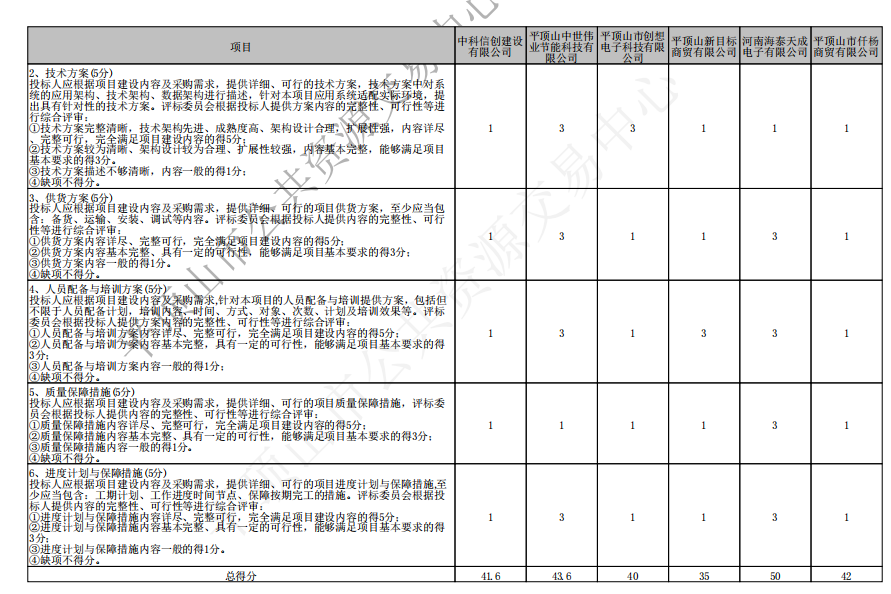 项目
中科信创建设有限公司
平顶山中世伟业节能科技有限公司
平顶山市创想电子科技有限公司
平顶山新目标商贸有限公司
河南海泰天成电子有限公司
平顶山市仟杨商贸有限公司
2、技术方案(5分)
投标人应根据项目建设内容及采购需求，提供详细、可行的技术方案，技术方案中对系
统的应用架构、技术架构、数据架构进行描述，针对本项目应用系统适配实际环境，提
出具有针对性的技术方案。评标委员会根据投标人提供方案内容的完整性、可行性等进
行综合评审：
①技术方案完整清晰，技术架构先进、成熟度高、架构设计合理，扩展性强，内容详尽
、完整可行，完全满足项目建设内容的得5分；
②技术方案较为清晰、架构设计较为合理、扩展性较强，内容基本完整，能够满足项目
基本要求的得3分。
③技术方案描述不够清晰，内容一般的得1分；
④缺项不得分。
1 3 3 1 1 1
3、供货方案(5分)
投标人应根据项目建设内容及采购需求，提供详细、可行的项目供货方案，至少应当包
含：备货、运输、安装、调试等内容。评标委员会根据投标人提供内容的完整性、可行
性等进行综合评审：
①供货方案内容详尽、完整可行，完全满足项目建设内容的得5分；
②供货方案内容基本完整、具有一定的可行性，能够满足项目基本要求的得3分；
③供货方案内容一般的得1分。
④缺项不得分。
1 3 1 1 3 1
4、人员配备与培训方案(5分)
投标人应根据项目建设内容及采购需求,针对本项目的人员配备与培训提供方案，包括但
不限于人员配备计划，培训内容、时间、方式、对象、次数、计划及培训效果等。评标
委员会根据投标人提供方案内容的完整性、可行性等进行综合评审：
①人员配备与培训方案内容详尽、完整可行，完全满足项目建设内容的得5分；
②人员配备与培训方案内容基本完整，具有一定的可行性，能够满足项目基本要求的得
3分；
③人员配备与培训方案内容一般的得1分；
④缺项不得分。
1 3 1 3 3 1
5、质量保障措施(5分)
投标人应根据项目建设内容及采购需求，提供详细、可行的项目质量保障措施，评标委
员会根据投标人提供内容的完整性、可行性等进行综合评审：
①质量保障措施内容详尽、完整可行，完全满足项目建设内容的得5分；
②质量保障措施内容基本完整、具有一定的可行性，能够满足项目基本要求的得3分；
③质量保障措施内容一般的得1分。
④缺项不得分。
1 1 1 1 3 1
6、进度计划与保障措施(5分)
投标人应根据项目建设内容及采购需求，提供详细、可行的项目进度计划与保障措施,至
少应当包含：工期计划、工作进度时间节点、保障按期完工的措施。评标委员会根据投
标人提供内容的完整性、可行性等进行综合评审：
①进度计划与保障措施内容详尽、完整可行，完全满足项目建设内容的得5分；
②进度计划与保障措施内容基本完整、具有一定的可行性，能够满足项目基本要求的得
3分；
③进度计划与保障措施内容一般的得1分。
④缺项不得分。
1 3 1 1 3 1
总得分 41.6 43.6 40 35 50 42
平顶山市公共资源交易中心
平顶山市公共资源交易中心